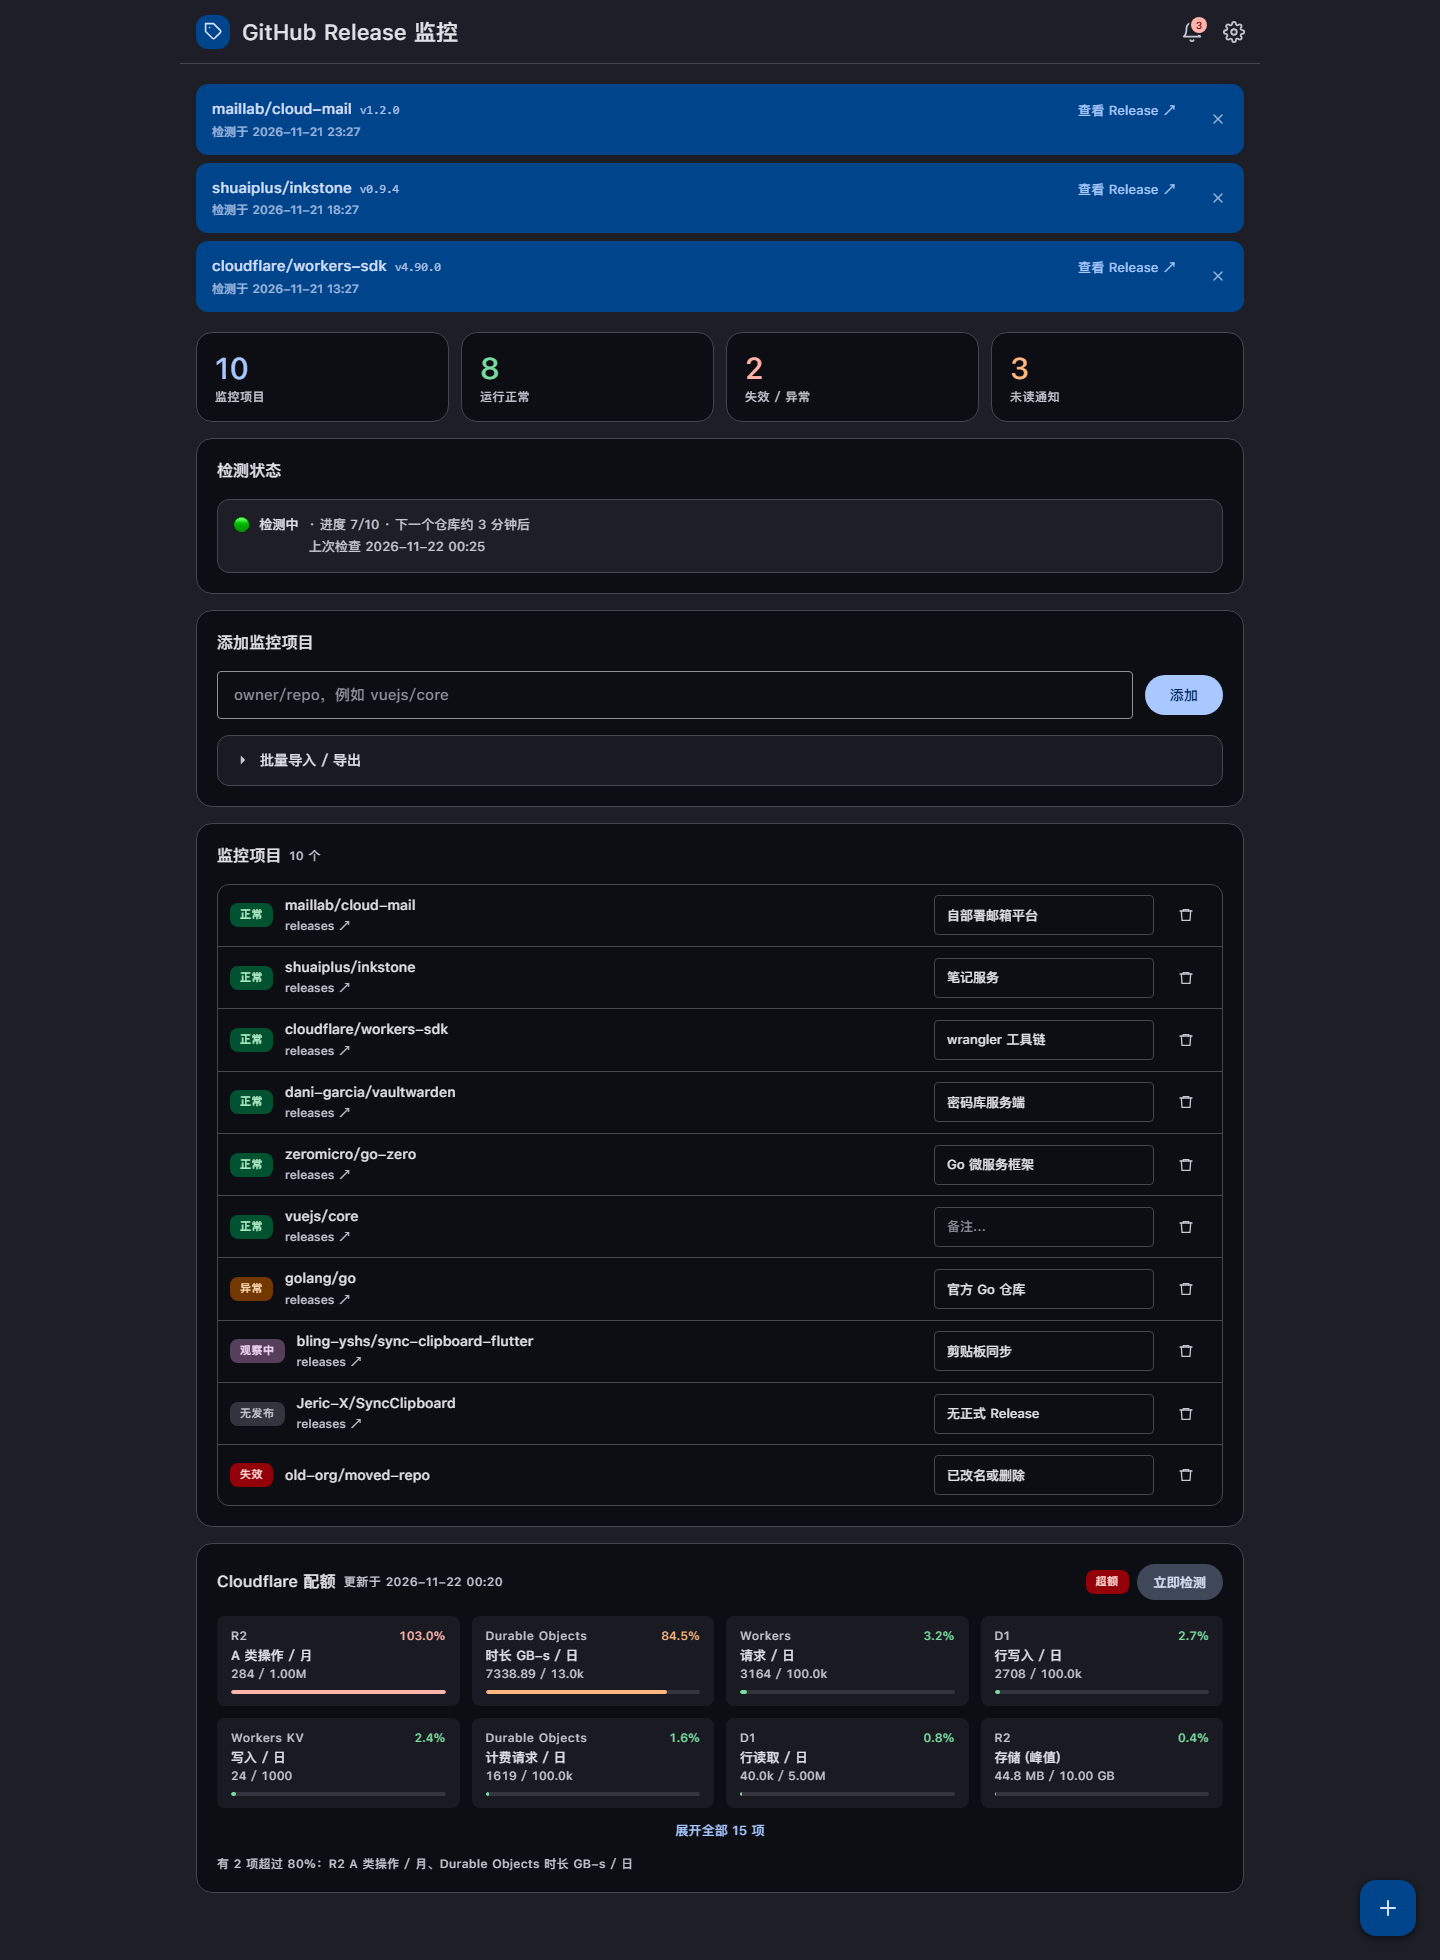 GitHub Release 监控
3
maillab/cloud-mail v1.2.0
查看 Release ↗
检测于 2026-11-21 23:27
shuaiplus/inkstone v0.9.4
查看 Release ↗
检测于 2026-11-21 18:27
cloudflare/workers-sdk v4.90.0
查看 Release ↗
检测于 2026-11-21 13:27
10
监控项目
8
运行正常
2
失效 / 异常
3
未读通知
检测状态
检测中 · 进度 7/10 · 下一个仓库约 3 分钟后
上次检查 2026-11-22 00:25
添加监控项目
owner/repo，例如 vuejs/core
添加
批量导入 / 导出
监控项目 10 个
正常
maillab/cloud-mail
releases ↗
自部署邮箱平台
正常
shuaiplus/inkstone
releases ↗
笔记服务
正常
cloudflare/workers-sdk
releases ↗
wrangler 工具链
正常
dani-garcia/vaultwarden
releases ↗
密码库服务端
正常
zeromicro/go-zero
releases ↗
Go 微服务框架
正常
vuejs/core
releases ↗
备注...
异常
golang/go
releases ↗
官方 Go 仓库
观察中
bling-yshs/sync-clipboard-flutter
releases ↗
剪贴板同步
无发布
Jeric-X/SyncClipboard
releases ↗
无正式 Release
失效
old-org/moved-repo
已改名或删除
Cloudflare 配额 更新于 2026-11-22 00:20
超额
立即检测
R2 103.0%
A 类操作 / 月
284 / 1.00M
Durable Objects 84.5%
时长 GB-s / 日
7338.89 / 13.0k
Workers 3.2%
请求 / 日
3164 / 100.0k
D1 2.7%
行写入 / 日
2708 / 100.0k
Workers KV 2.4%
写入 / 日
24 / 1000
Durable Objects 1.6%
计费请求 / 日
1619 / 100.0k
D1 0.8%
行读取 / 日
40.0k / 5.00M
R2 0.4%
存储 (峰值)
44.8 MB / 10.00 GB
展开全部 15 项
有 2 项超过 80%：R2 A 类操作 / 月、Durable Objects 时长 GB-s / 日